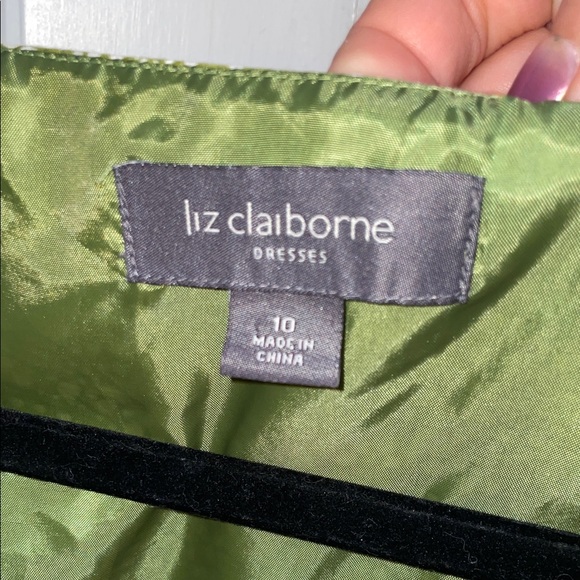 liz claiborne
DRESSES
10
MADE IN
CHINA